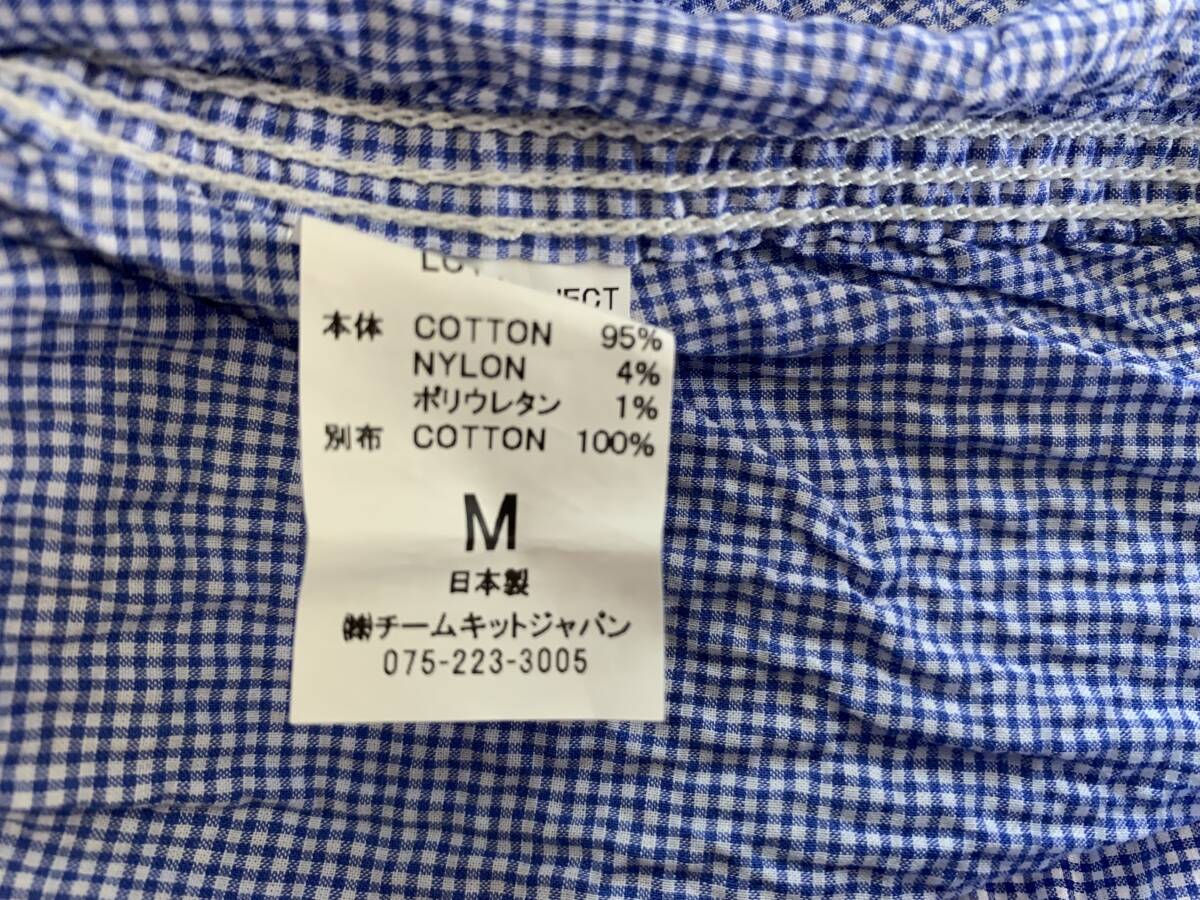 本体 COTTON 95%
NYLON 4%
ポリウレタン 1%
別布 COTTON 100%
M
日本製
㈱チームキットジャパン
075-223-3005